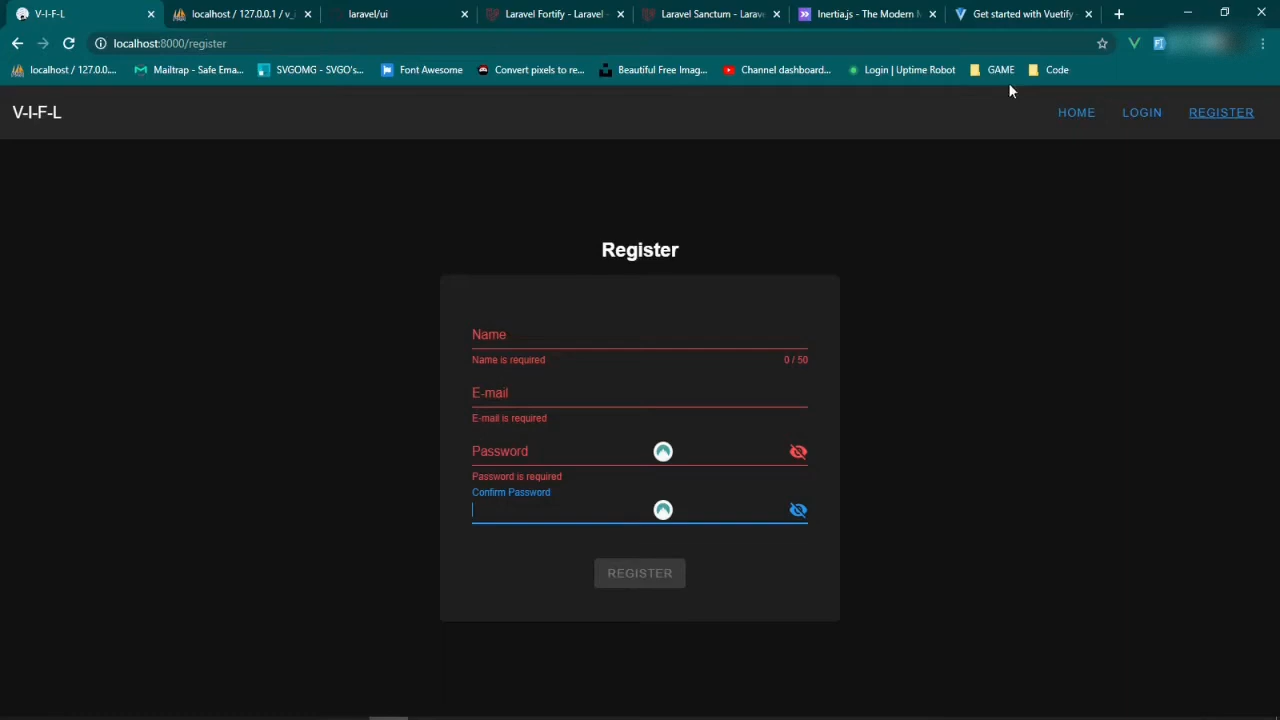 V-I-F-L
localhost / 127.0.0.1 / v_i
laravel/ui
Laravel Fortify - Laravel
Laravel Sanctum - Larav
Inertia.js - The Modern
Get started with Vuetify
localhost:8000/register
localhost / 127.0.0....
Mailtrap - Safe Ema...
SVGOMG - SVGO's...
Font Awesome
Convert pixels to re...
Beautiful Free Imag...
Channel dashboard...
Login | Uptime Robot
GAME
Code
V-I-F-L
HOME
LOGIN
REGISTER
Register
Name
Name is required
0 / 50
E-mail
E-mail is required
Password
Password is required
Confirm Password
REGISTER